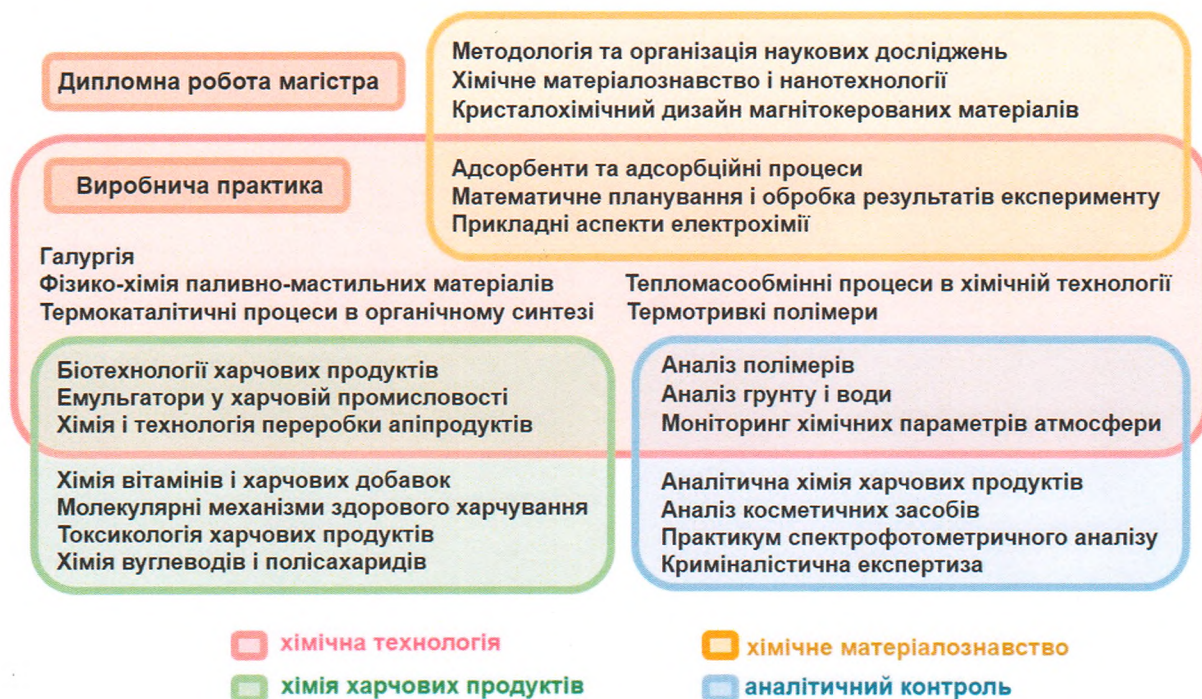 Дипломна робота магістра
Методологія та організація наукових досліджень
Хімічне матеріалознавство і нанотехнології
Кристалохімічний дизайн магнітокерованих матеріалів
Виробнича практика
Адсорбенти та адсорбційні процеси
Математичне планування і обробка результатів експерименту
Прикладні аспекти електрохімії
Галургія
Фізико-хімія паливно-мастильних матеріалів
Термокаталітичні процеси в органічному синтезі
Тепломасообмінні процеси в хімічній технології
Термотривкі полімери
Біотехнології харчових продуктів
Емульгатори у харчовій промисловості
Хімія і технологія переробки апіпродуктів
Аналіз полімерів
Аналіз грунту і води
Моніторинг хімічних параметрів атмосфери
Хімія вітамінів і харчових добавок
Молекулярні механізми здорового харчування
Токсикологія харчових продуктів
Хімія вуглеводів і полісахаридів
Аналітична хімія харчових продуктів
Аналіз косметичних засобів
Практикум спектрофотометричного аналізу
Криміналістична експертиза
хімічна технологія
хімічне матеріалознавство
хімія харчових продуктів
аналітичний контроль